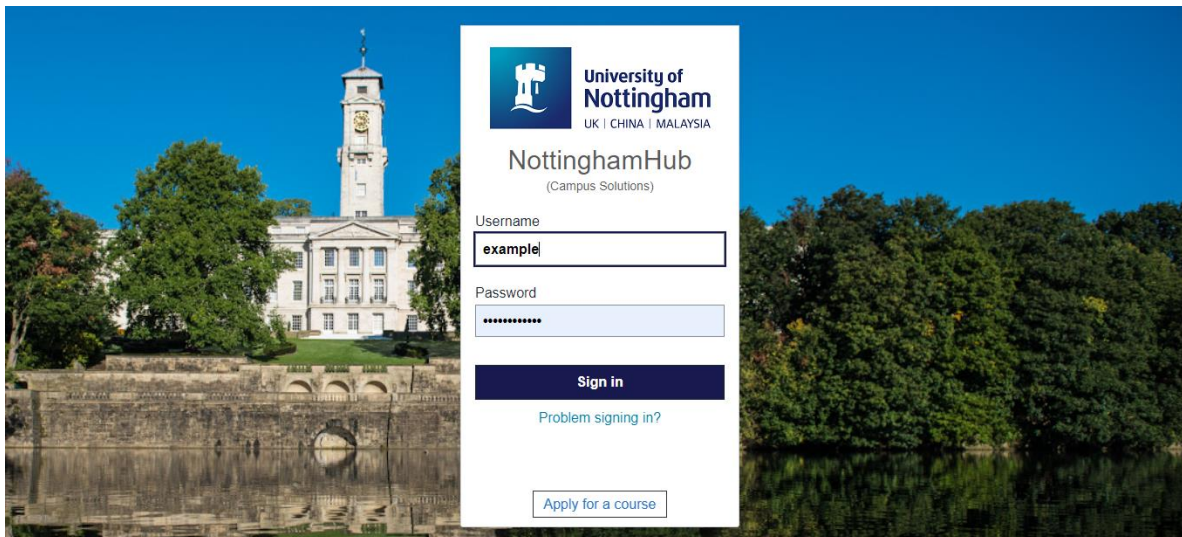 University of
Nottingham
UK | CHINA | MALAYSIA
NottinghamHub
(Campus Solutions)
Username
example
Password
••••••••••••
Sign in
Problem signing in?
Apply for a course